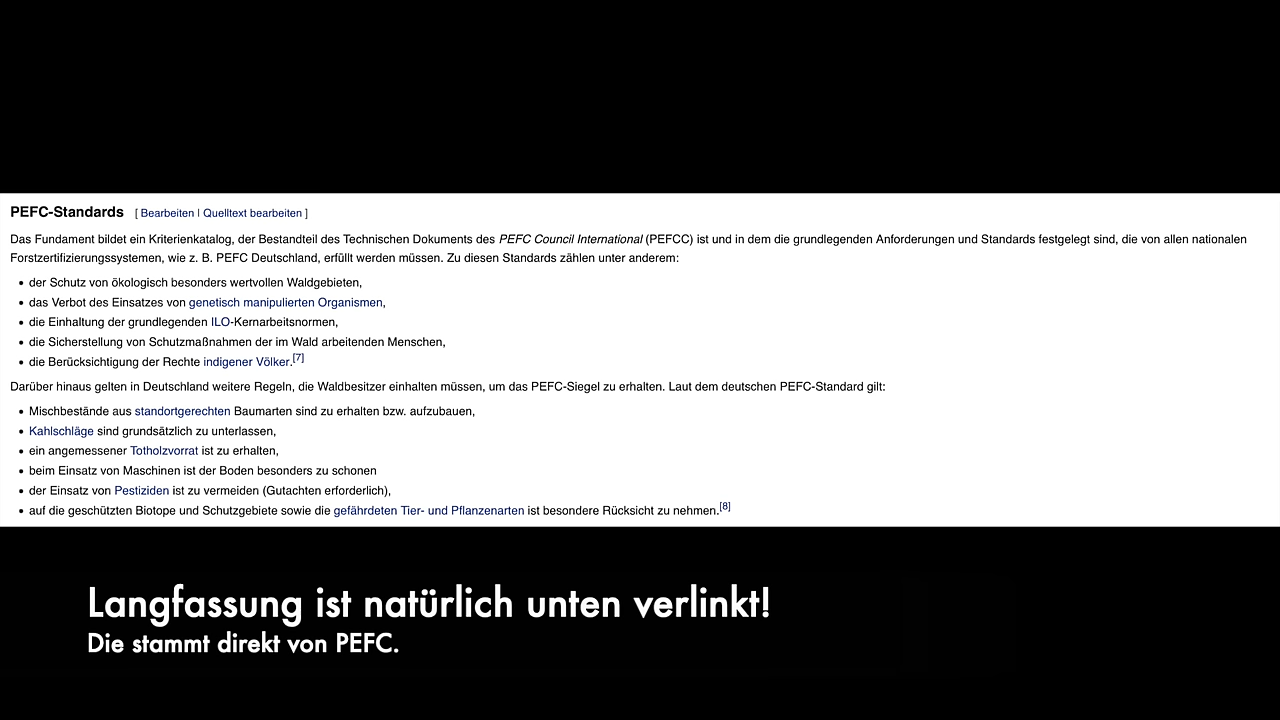 PEFC-Standards [ Bearbeiten | Quelltext bearbeiten ]
Das Fundament bildet ein Kriterienkatalog, der Bestandteil des Technischen Dokuments des PEFC Council International (PEFCC) ist und in dem die grundlegenden Anforderungen und Standards festgelegt sind, die von allen nationalen
Forstzertifizierungssystemen, wie z. B. PEFC Deutschland, erfüllt werden müssen. Zu diesen Standards zählen unter anderem:
• der Schutz von ökologisch besonders wertvollen Waldgebieten,
• das Verbot des Einsatzes von genetisch manipulierten Organismen,
• die Einhaltung der grundlegenden ILO-Kernarbeitsnormen,
• die Sicherstellung von Schutzmaßnahmen der im Wald arbeitenden Menschen,
• die Berücksichtigung der Rechte indigener Völker.[7]
Darüber hinaus gelten in Deutschland weitere Regeln, die Waldbesitzer einhalten müssen, um das PEFC-Siegel zu erhalten. Laut dem deutschen PEFC-Standard gilt:
• Mischbestände aus standortgerechten Baumarten sind zu erhalten bzw. aufzubauen,
• Kahlschläge sind grundsätzlich zu unterlassen,
• ein angemessener Totholzvorrat ist zu erhalten,
• beim Einsatz von Maschinen ist der Boden besonders zu schonen
• der Einsatz von Pestiziden ist zu vermeiden (Gutachten erforderlich),
• auf die geschützten Biotope und Schutzgebiete sowie die gefährdeten Tier- und Pflanzenarten ist besondere Rücksicht zu nehmen.[8]
Langfassung ist natürlich unten verlinkt!
Die stammt direkt von PEFC.